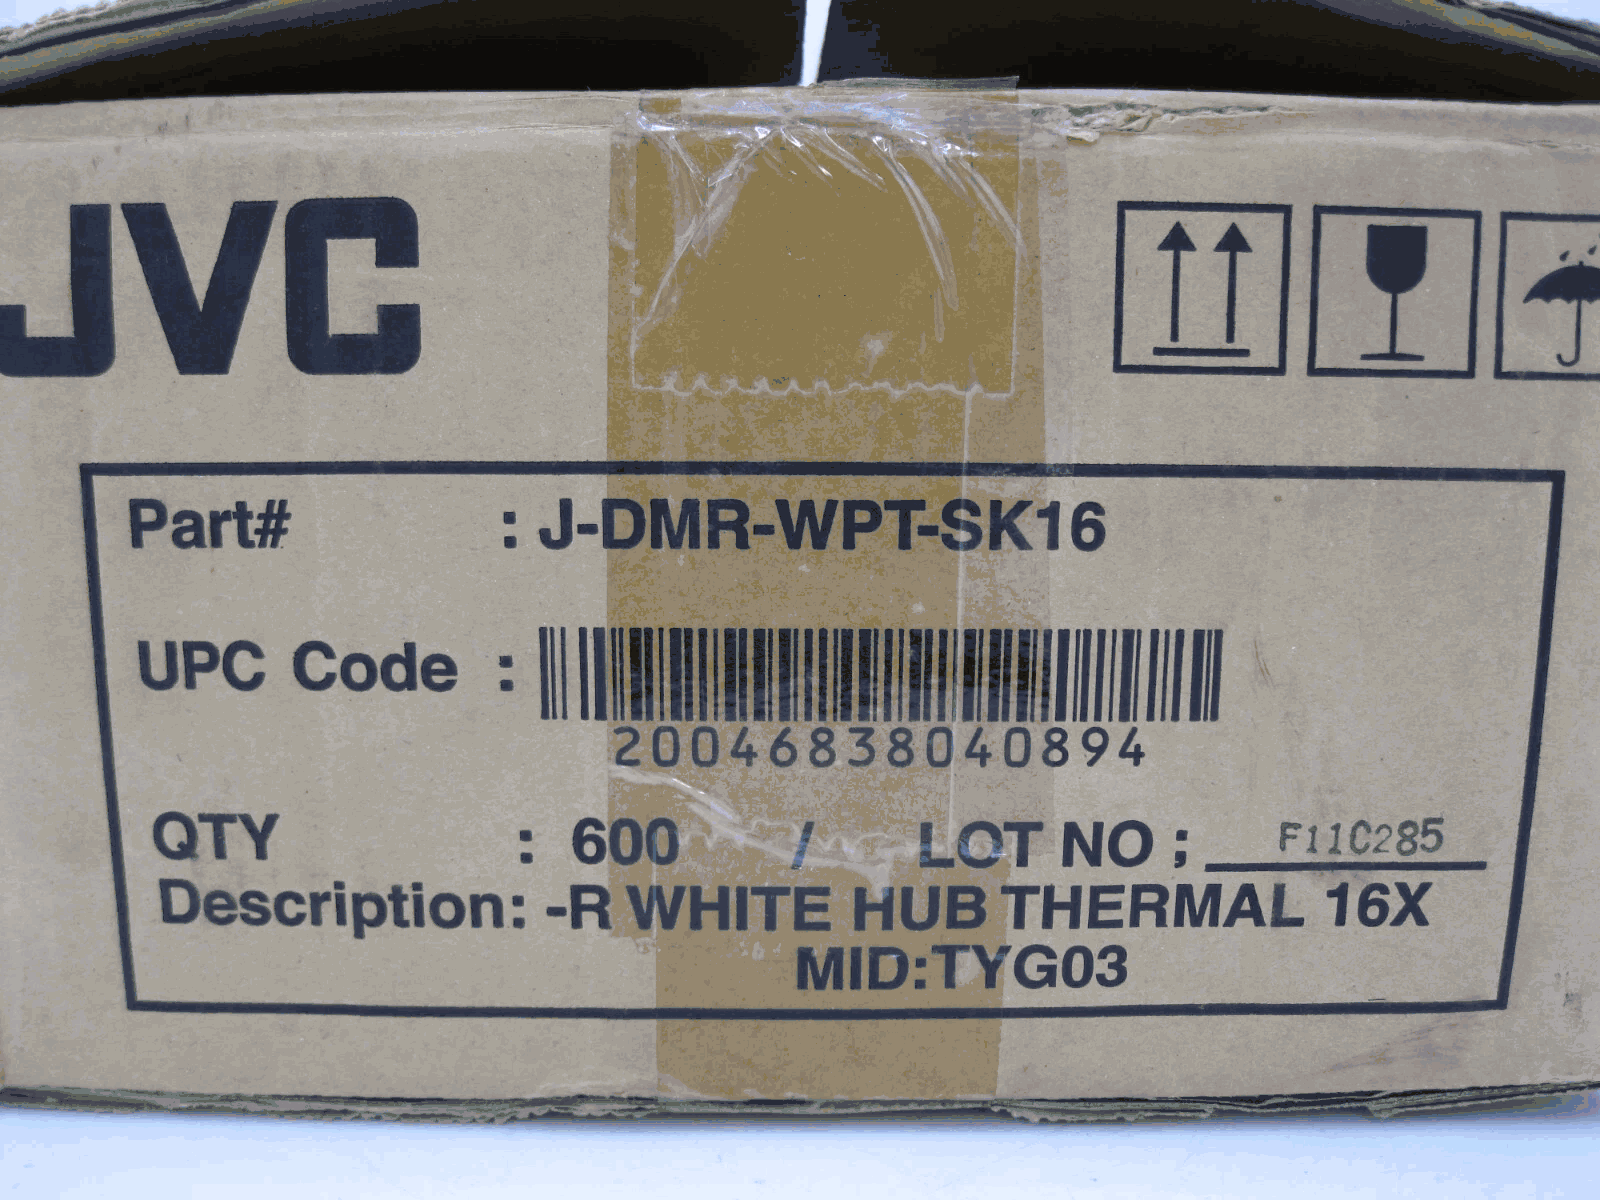 JVC
Part# : J-DMR-WPT-SK16
UPC Code :
20046838040894
QTY : 600 / LOT NO ; F11C285
Description: -R WHITE HUB THERMAL 16X
MID:TYG03